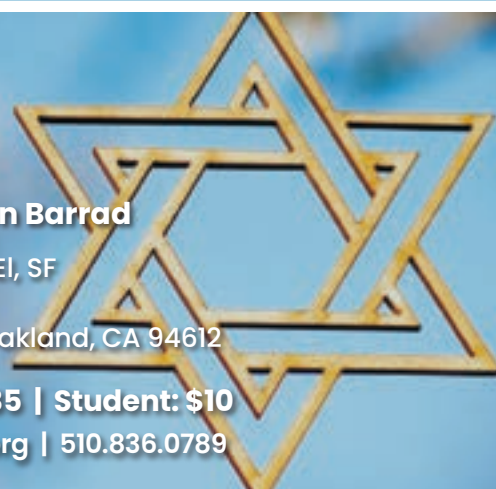 n Barrad
El, SF
akland, CA 94612
35 | Student: $10
rg | 510.836.0789